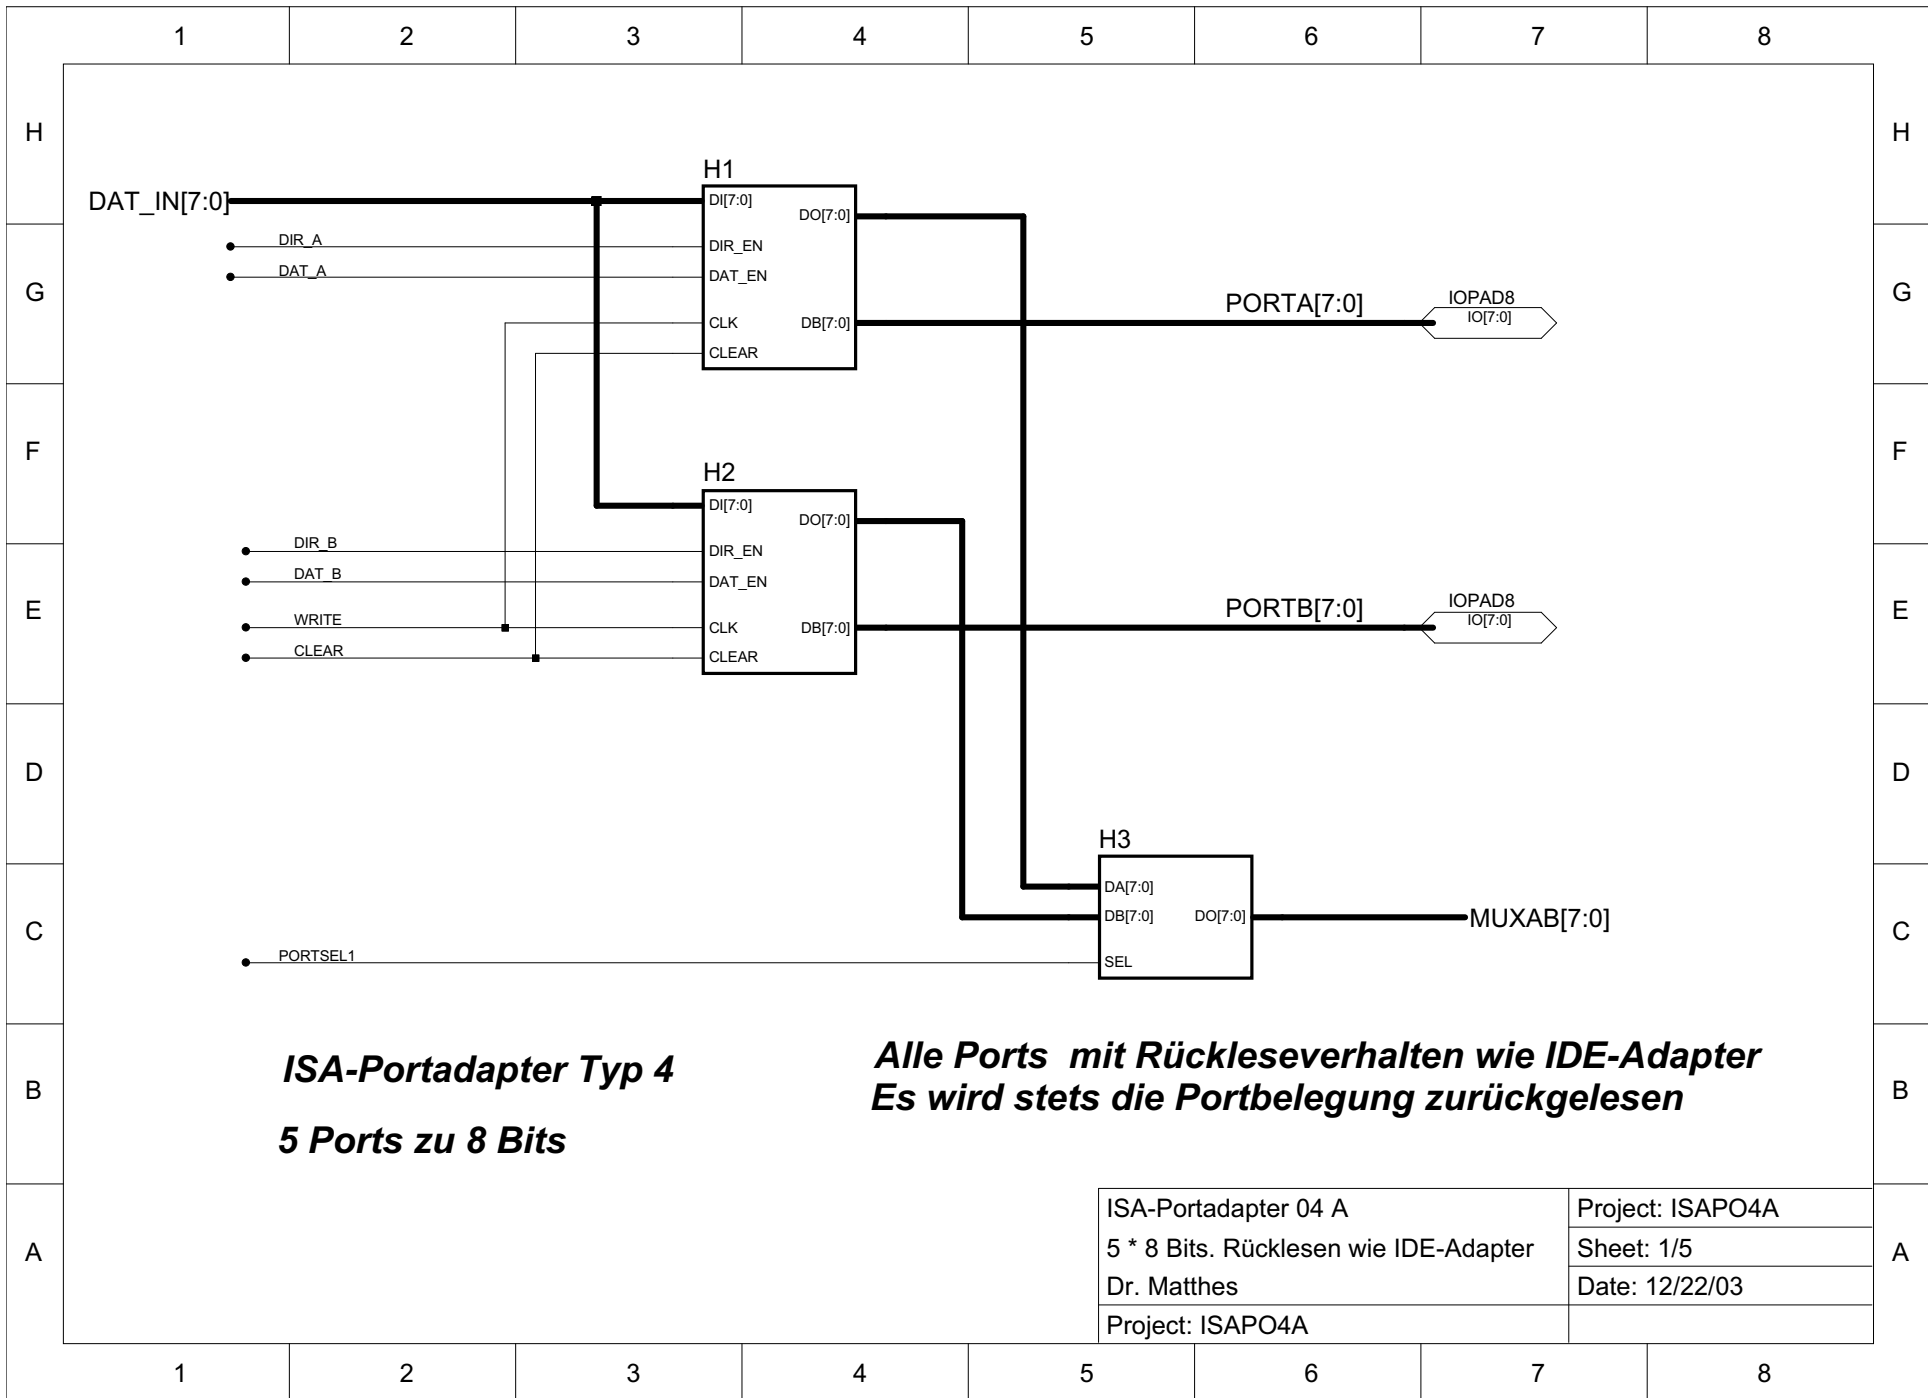 1 2 3 4 5 6 7 8
H H
H1
DAT_IN[7:0]
DI[7:0]
DO[7:0]
DIR_A
DIR_EN
DAT_A
DAT_EN
G G
PORTA[7:0]
IOPAD8
IO[7:0]
CLK
DB[7:0]
CLEAR
F F
H2
DI[7:0]
DO[7:0]
DIR_B
DIR_EN
DAT_B
DAT_EN
E E
PORTB[7:0]
IOPAD8
IO[7:0]
WRITE
CLK
DB[7:0]
CLEAR
CLEAR
D D
H3
DA[7:0]
DB[7:0]
DO[7:0]
MUXAB[7:0]
C C
PORTSEL1
SEL
ISA-Portadapter Typ 4
5 Ports zu 8 Bits
Alle Ports mit Rückleseverhalten wie IDE-Adapter
Es wird stets die Portbelegung zurückgelesen
B B
A A
ISA-Portadapter 04 A
5 * 8 Bits. Rücklesen wie IDE-Adapter
Dr. Matthes
Project: ISAPO4A
Project: ISAPO4A
Sheet: 1/5
Date: 12/22/03
1 2 3 4 5 6 7 8